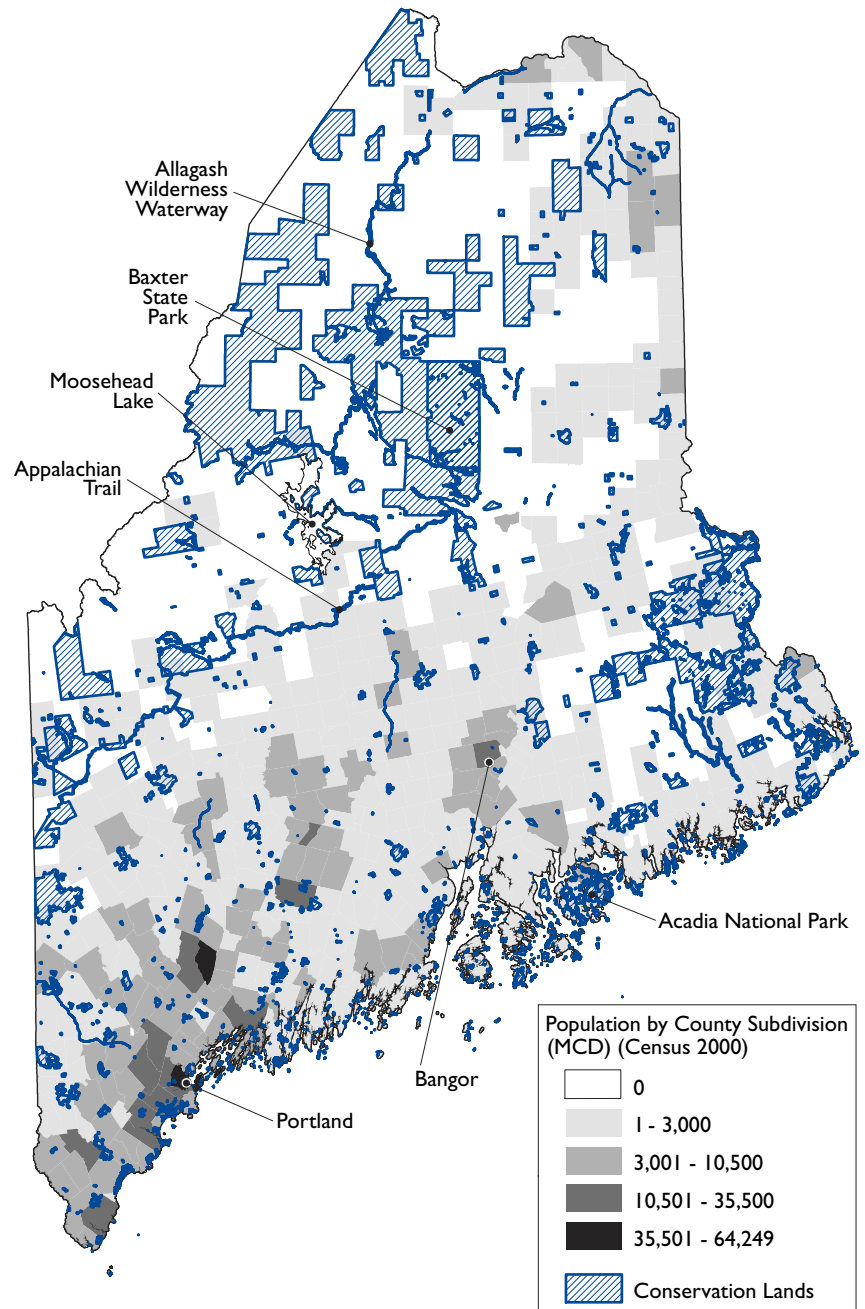 Allagash
Wilderness
Waterway
Baxter
State
Park
Moosehead
Lake
Appalachian
Trail
Acadia National Park
Bangor
Portland
Population by County Subdivision
(MCD) (Census 2000)
0
1 - 3,000
3,001 - 10,500
10,501 - 35,500
35,501 - 64,249
Conservation Lands